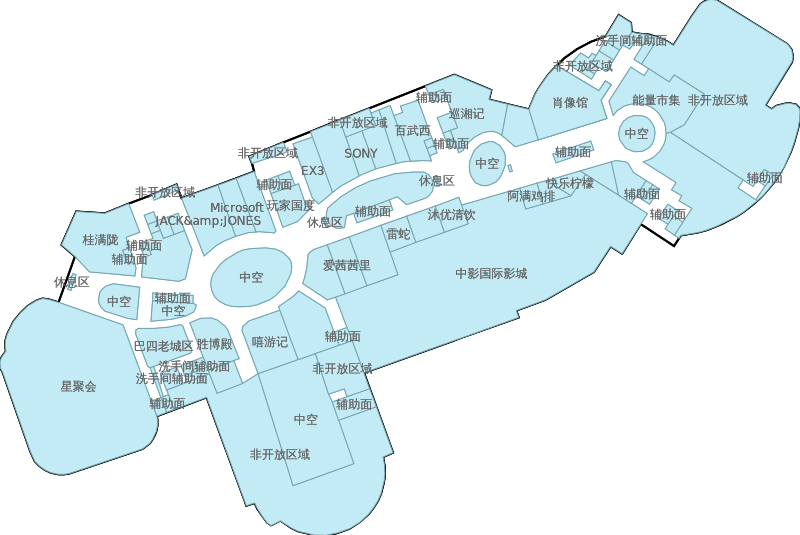 洗手间辅助面
非开放区域
能量市集
非开放区域
肖像馆
辅助面
巡湘记
非开放区域
百武西
中空
辅助面
SONY
非开放区域
辅助面
中空
EX3
休息区
快乐柠檬
辅助面
辅助面
非开放区域
阿满鸡排
辅助面
Microsoft
玩家国度
辅助面
沐优清饮
辅助面
JACK&amp;JONES
休息区
雷蛇
桂满陇
辅助面
辅助面
爱茜茜里
中影国际影城
中空
休息区
中空
辅助面
中空
辅助面
嘻游记
巴四老城区
胜博殿
洗手间辅助面
非开放区域
洗手间辅助面
星聚会
辅助面
辅助面
中空
非开放区域